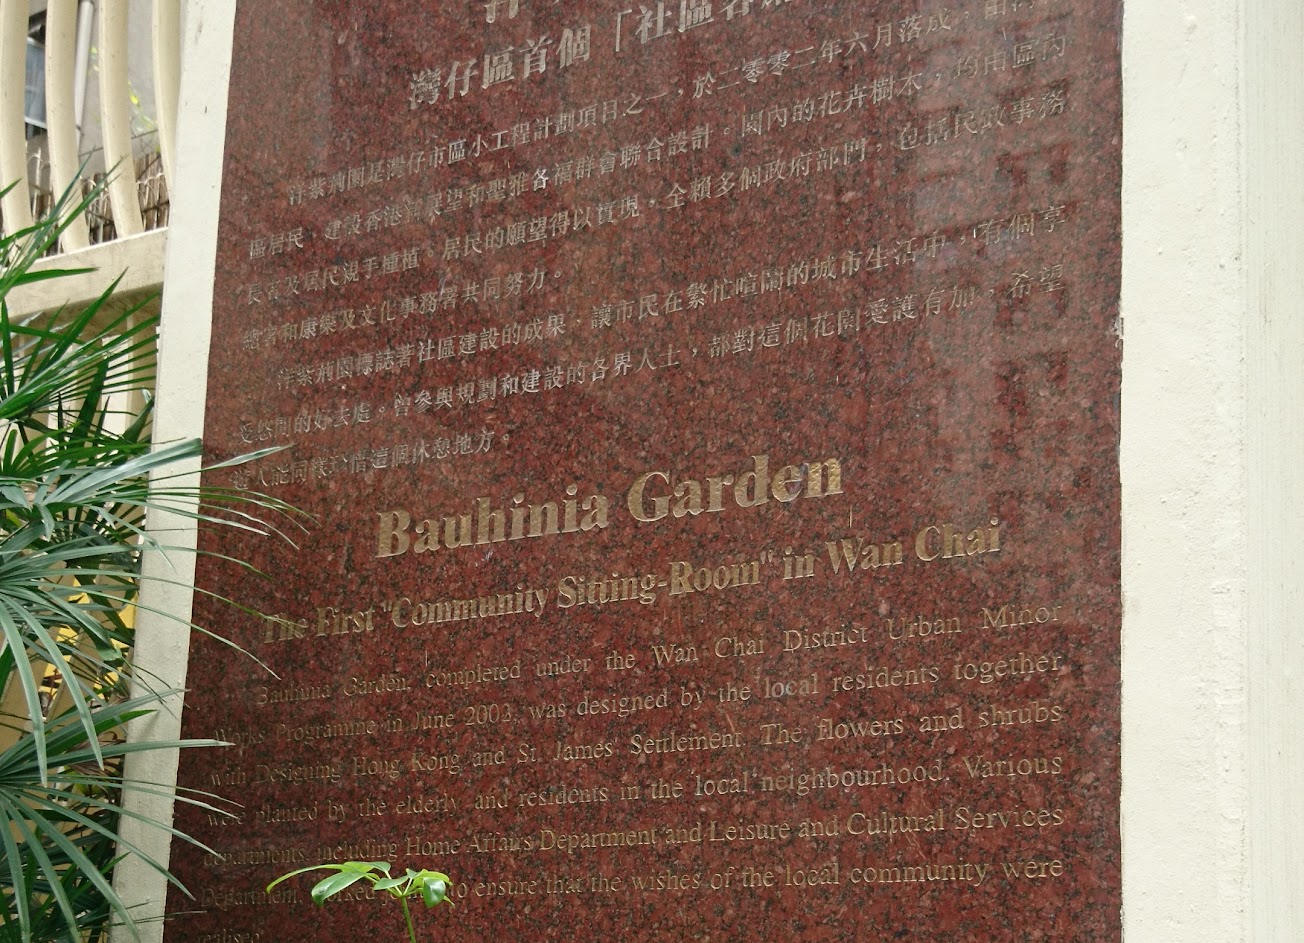 灣仔區首個「社區客
洋紫荊園是灣仔市區小工程計劃項目之一，於二零零二年六月落成，由灣
區居民、建設香港新展望和聖雅各福群會聯合設計。園內的花卉樹木，均由區內
長者及居民親手種植。居民的願望得以實現，全賴多個政府部門，包括民政事務
總署和康樂及文化事務署共同努力。
洋紫荊園標誌著社區建設的成果，讓市民在繁忙喧鬧的城市生活中，有個享
受悠閒的好去處。曾參與規劃和建設的各界人士，都對這個花園愛護有加，希望
遊人能同樣珍惜這個休憩地方。
Bauhinia Garden
The First "Community Sitting-Room" in Wan Chai
Bauhinia Garden, completed under the Wan Chai District Urban Minor
Works Programme in June 2002, was designed by the local residents together
with Designing Hong Kong and St. James' Settlement. The flowers and shrubs
were planted by the elderly and residents in the local neighbourhood. Various
departments, including Home Affairs Department and Leisure and Cultural Services
Department, worked to ensure that the wishes of the local community were
realised.